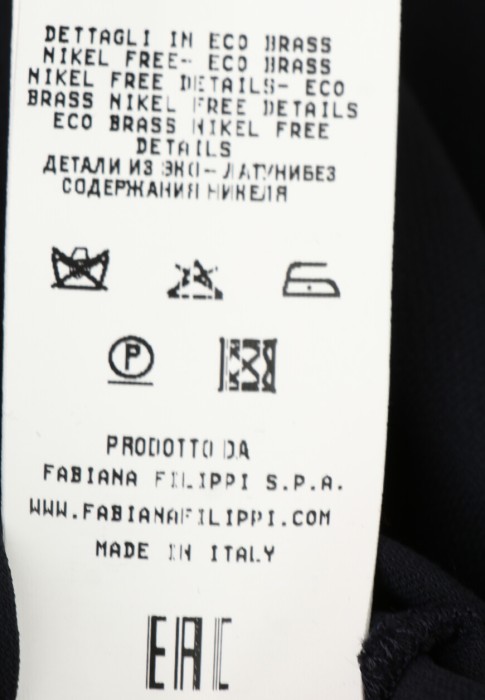 DETTAGLI IN ECO BRASS
NIKEL FREE- ECO BRASS
NIKEL FREE DETAILS- ECO
BRASS NIKEL FREE DETAILS
ECO BRASS NIKEL FREE
DETAILS
ДЕТАЛИ ИЗ ЭКО-ЛАТУНИБЕЗ
СОДЕРЖАНИЯ НИКЕЛЯ
P
PRODOTTO DA
FABIANA FILIPPI S.P.A.
WWW.FABIANAFILIPPI.COM
MADE IN ITALY
EAC